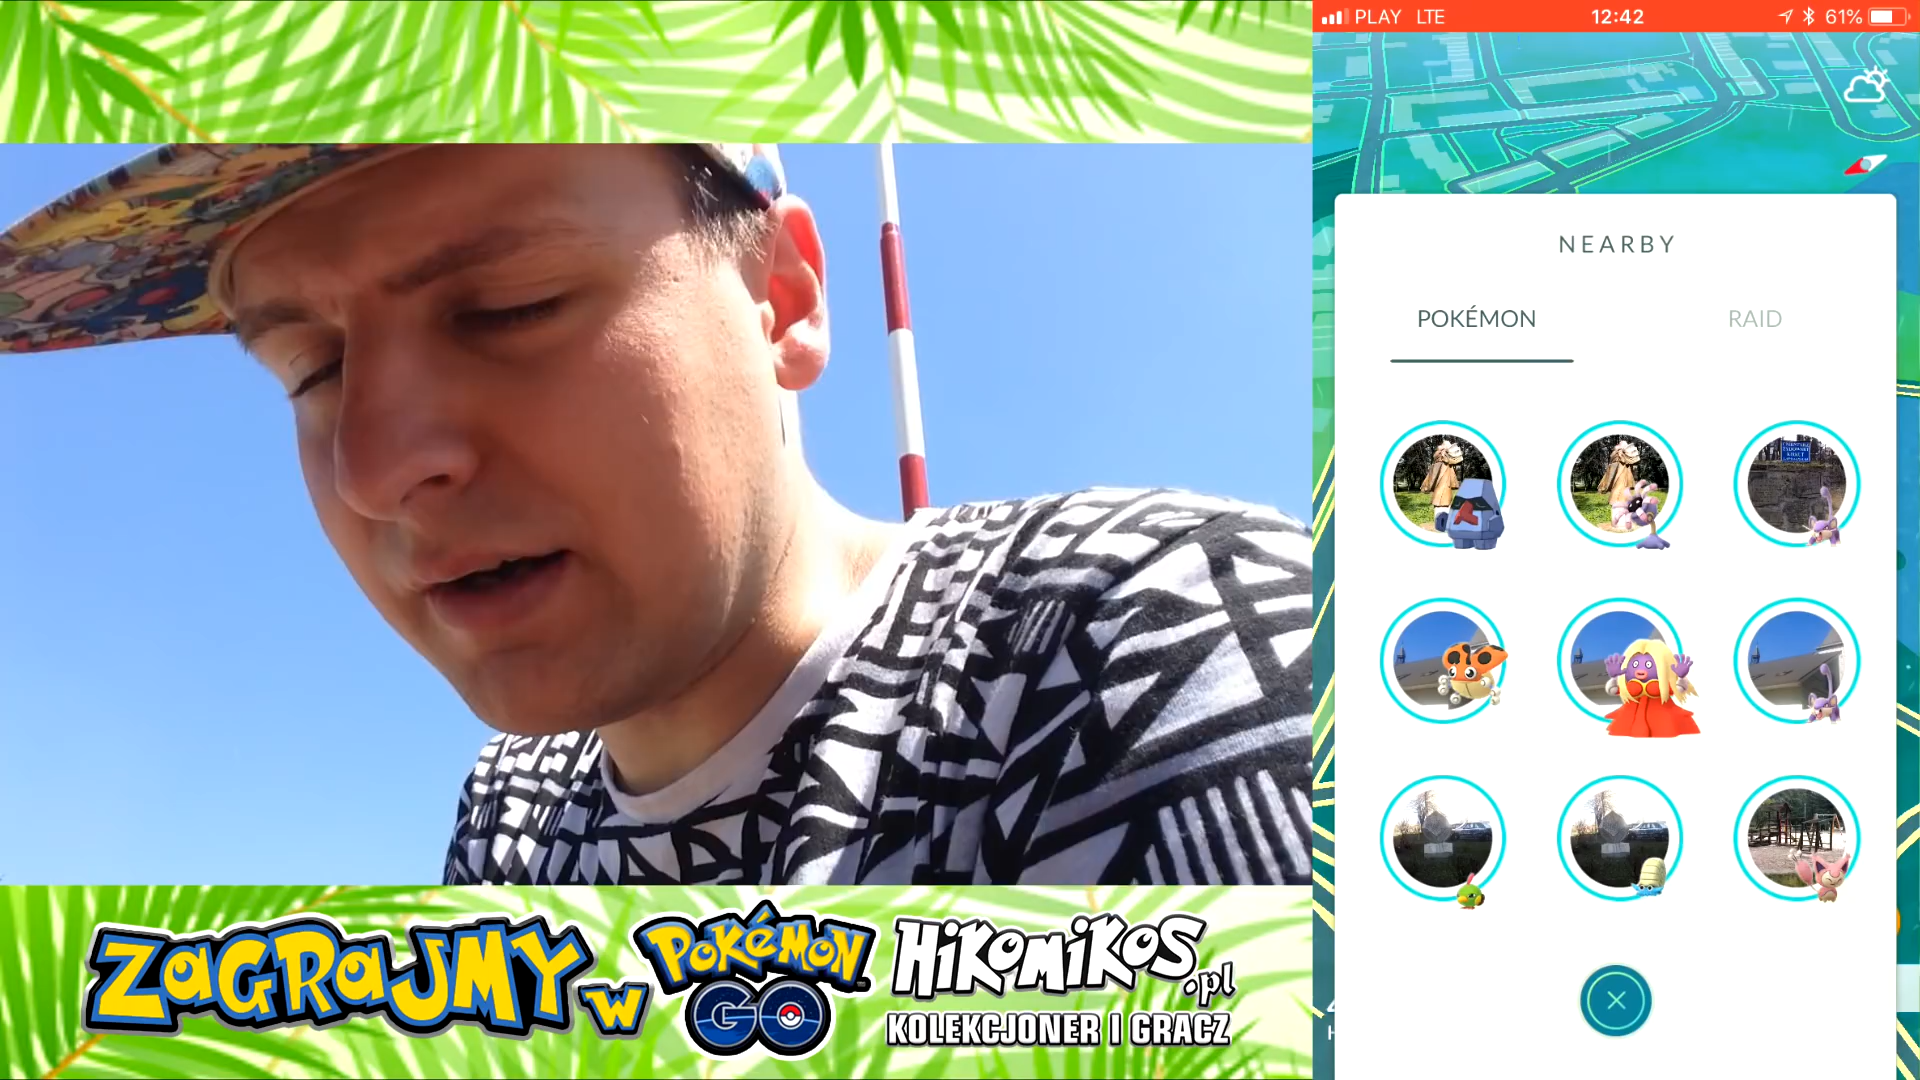 PLAY LTE 12:42 61%
NEARBY
POKÉMON RAID
ZAGRAJMY W POKÉMON GO
HIKOMIKOS.pl
KOLEKCJONER I GRACZ